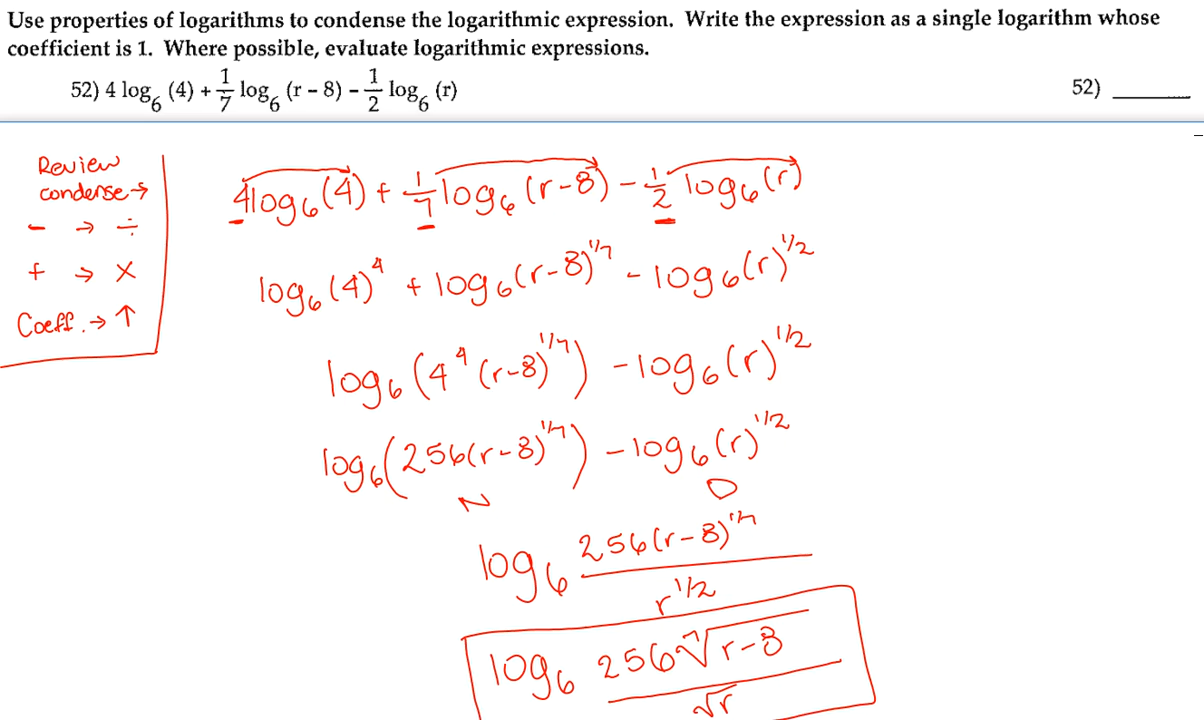 Use properties of logarithms to condense the logarithmic expression. Write the expression as a single logarithm whose
coefficient is 1. Where possible, evaluate logarithmic expressions.
52) 4 log₆ (4) + 1/7 log₆ (r – 8) – 1/2 log₆ (r)
52) ________
Review
condense →
- → ÷
+ → ×
Coeff. → ↑
4log₆(4) + 1/7 log₆(r-8) - 1/2 log₆(r)
log₆(4)⁴ + log₆(r-8)^1/7 - log₆(r)^1/2
log₆(4⁴(r-8)^1/7) - log₆(r)^1/2
log₆(256(r-8)^1/7) - log₆(r)^1/2
N D
log₆ 256(r-8)^1/7
r^1/2
log₆ 256 ⁷√r-8
√r